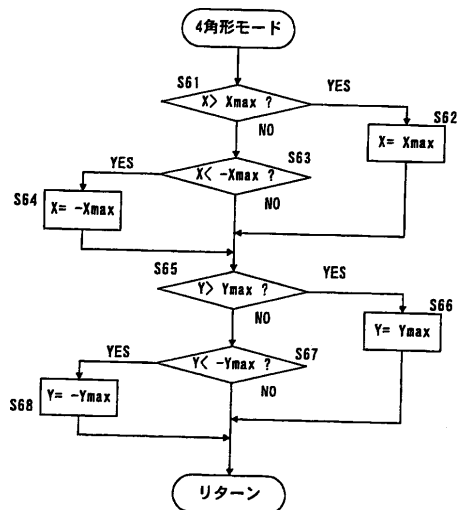 4角形モード
S61
X> Xmax ?
YES
NO
S62
X= Xmax
S63
X< -Xmax ?
YES
NO
S64
X= -Xmax
S65
Y> Ymax ?
YES
NO
S66
Y= Ymax
S67
Y< -Ymax ?
YES
NO
S68
Y= -Ymax
リターン